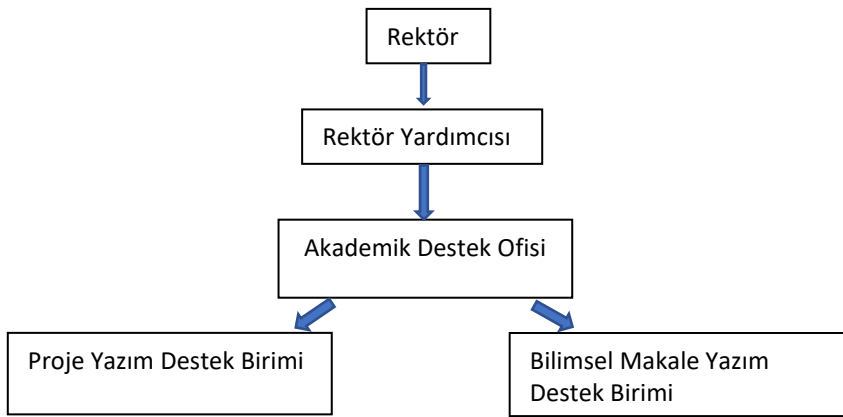 Rektör
Rektör Yardımcısı
Akademik Destek Ofisi
Proje Yazım Destek Birimi
Bilimsel Makale Yazım
Destek Birimi